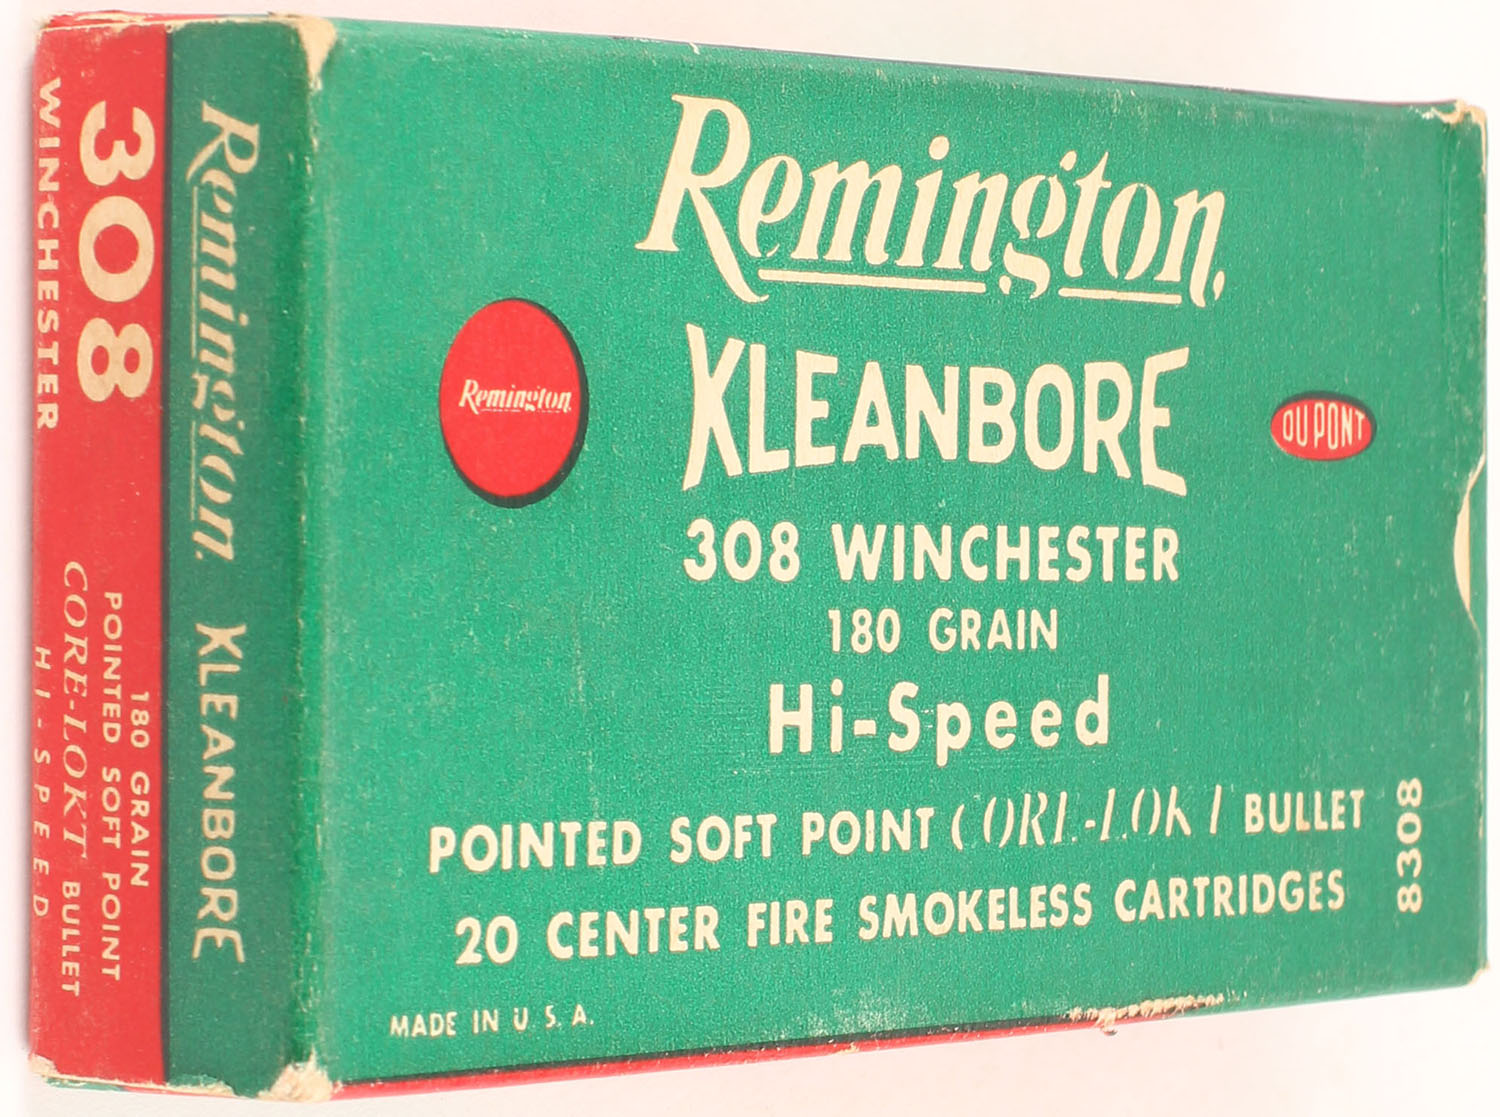 Remington
KLEANBORE
308 WINCHESTER
180 GRAIN
Hi-Speed
POINTED SOFT POINT CORE-LOKT BULLET
20 CENTER FIRE SMOKELESS CARTRIDGES
MADE IN U.S.A.
8308
Remington
DU PONT
Remington KLEANBORE
308
WINCHESTER
180 GRAIN
POINTED SOFT POINT
CORE-LOKT BULLET
HI-SPEED